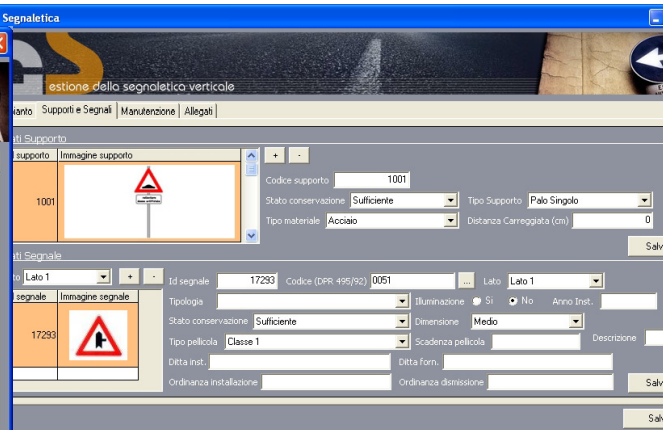 Segnaletica
estione della segnaletica verticale
ianto Supporti e Segnali Manutenzione Allegati
ati Supporto
supporto Immagine supporto + -
Codice supporto 1001
1001
Stato conservazione Sufficiente Tipo Supporto Palo Singolo
Tipo materiale Acciaio Distanza Carreggiata (cm) 0
Salv
ati Segnale
to Lato 1 + - Id segnale 17293 Codice (DPR 495/92) 0051 ... Lato Lato 1
segnale Immagine segnale Tipologia Illuminazione Si No Anno Inst.
Stato conservazione Sufficiente Dimensione Medio
17293
Tipo pellicola Classe 1 Scadenza pellicola Descrizione
Ditta inst. Ditta forn.
Ordinanza installazione Ordinanza dismissione Salv
Salv